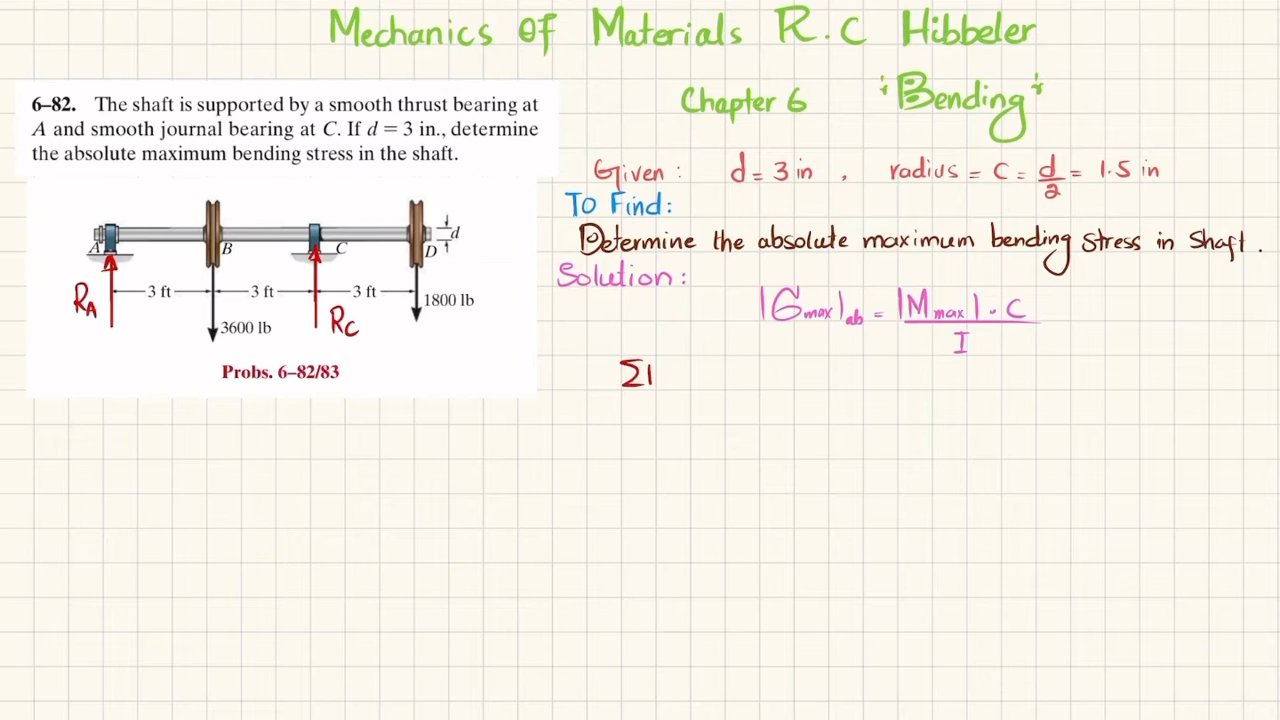 Mechanics Of Materials R.C Hibbeler
Chapter 6 "Bending"
6–82. The shaft is supported by a smooth thrust bearing at
A and smooth journal bearing at C. If d = 3 in., determine
the absolute maximum bending stress in the shaft.
A
B
C
D
d
3 ft
3 ft
3 ft
RA
RC
3600 lb
1800 lb
Probs. 6–82/83
Given : d = 3 in , radius = C = d/2 = 1.5 in
To Find:
Determine the absolute maximum bending stress in shaft .
Solution :
|σmax|ab = |Mmax| . C / I
Σ